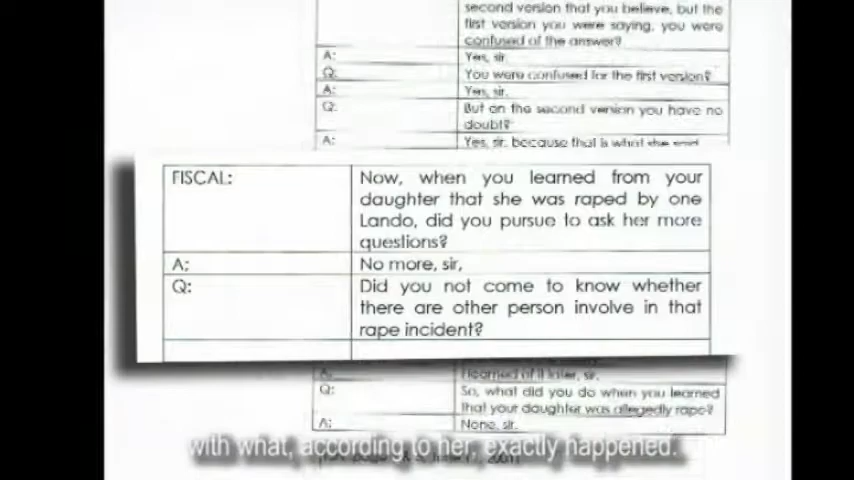 second version that you believe, but the
first version you were saying, you were
confused of the answer?
A: Yes, sir.
Q: You were confused for the first version?
A: Yes, sir.
Q: But on the second version you have no
doubt?
A: Yes, sir, because that is what she said
FISCAL: Now, when you learned from your
daughter that she was raped by one
Lando, did you pursue to ask her more
questions?
A: No more, sir,
Q: Did you not come to know whether
there are other person involve in that
rape incident?
A: I learned of it later, sir.
Q: So, what did you do when you learned
that your daughter was allegedly rape?
A: None, sir.
with what, according to her, exactly happened.